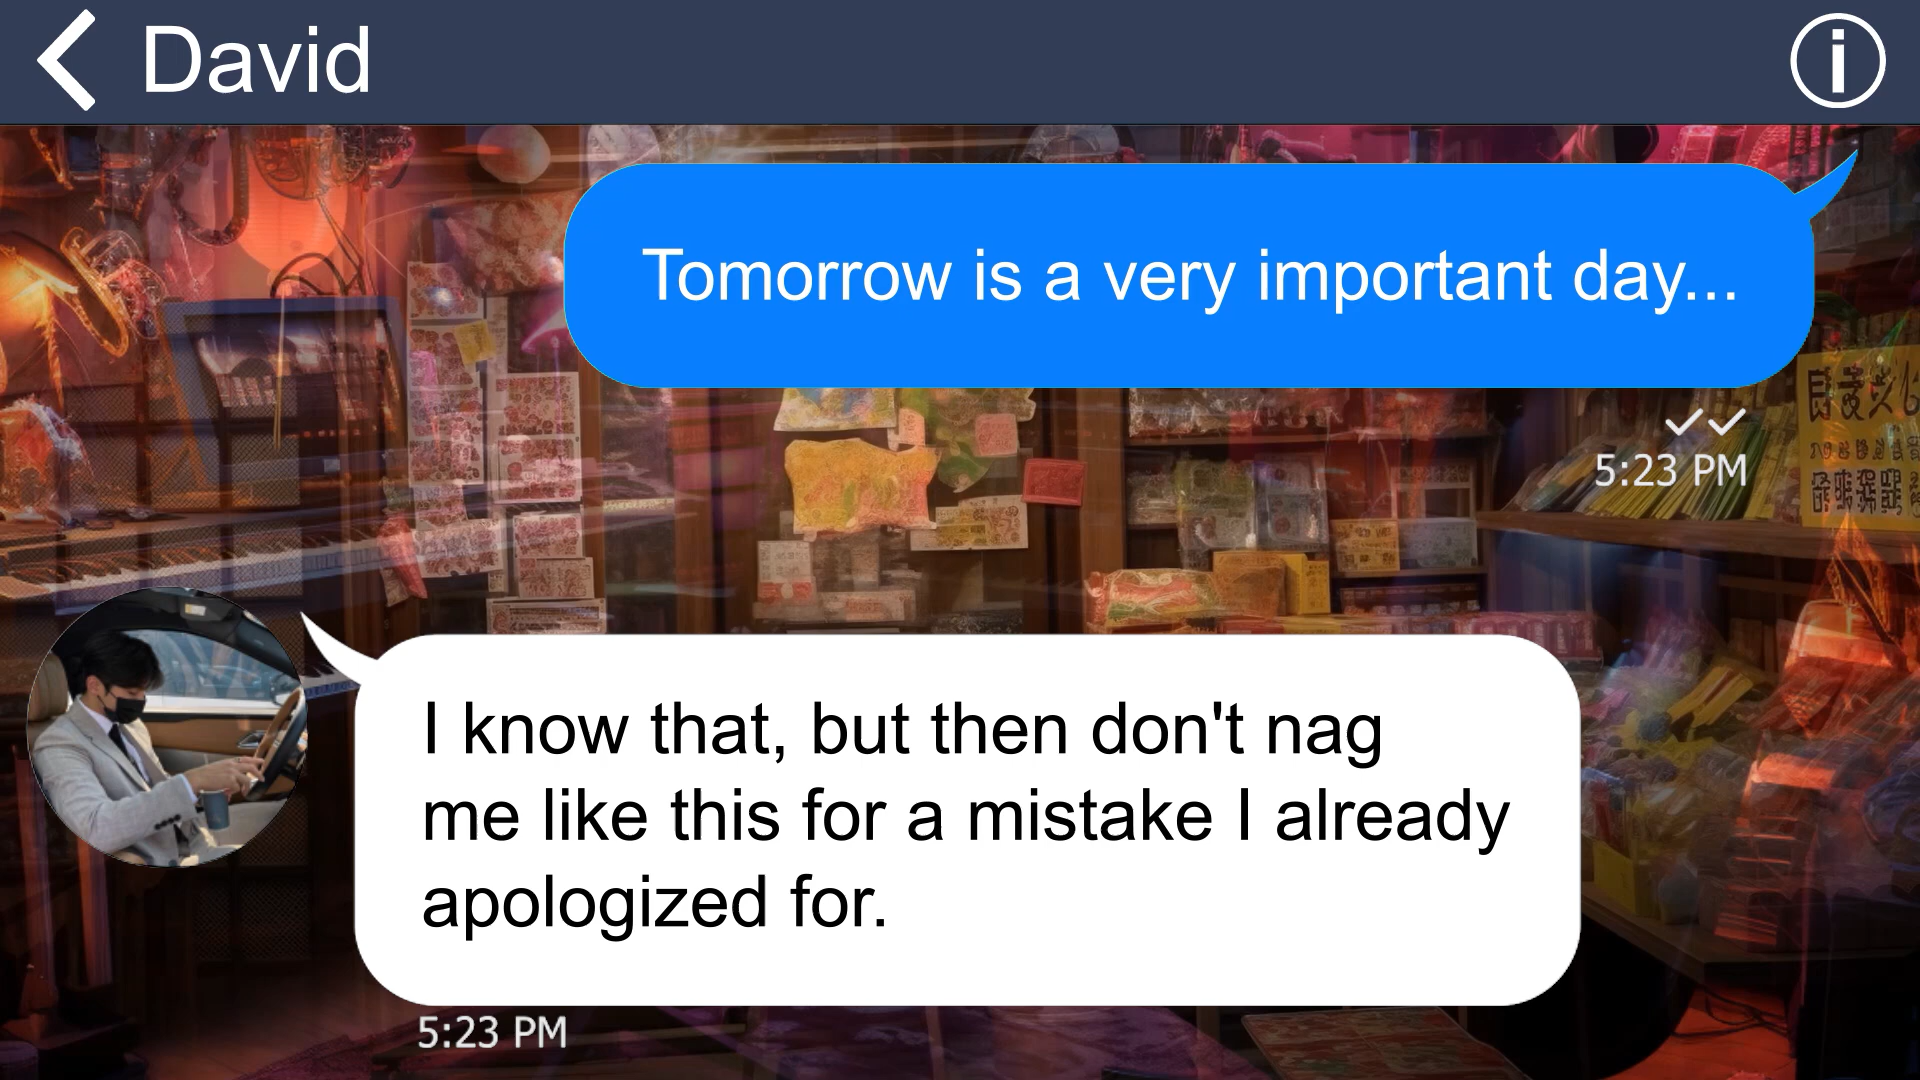 David
Tomorrow is a very important day...
5:23 PM
I know that, but then don't nag
me like this for a mistake I already
apologized for.
5:23 PM